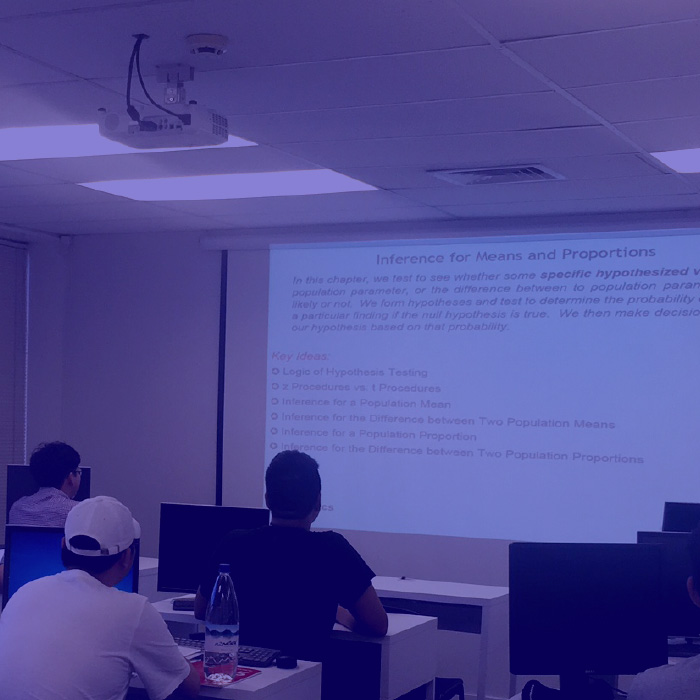 Inference for Means and Proportions
In this chapter, we test to see whether some specific hypothesized v
population parameter, or the difference between to population param
likely or not. We form hypotheses and test to determine the probability
a particular finding if the null hypothesis is true. We then make decisio
our hypothesis based on that probability.
Key Ideas:
Logic of Hypothesis Testing
z Procedures vs. t Procedures
Inference for a Population Mean
Inference for the Difference between Two Population Means
Inference for a Population Proportion
Inference for the Difference between Two Population Proportions
cs